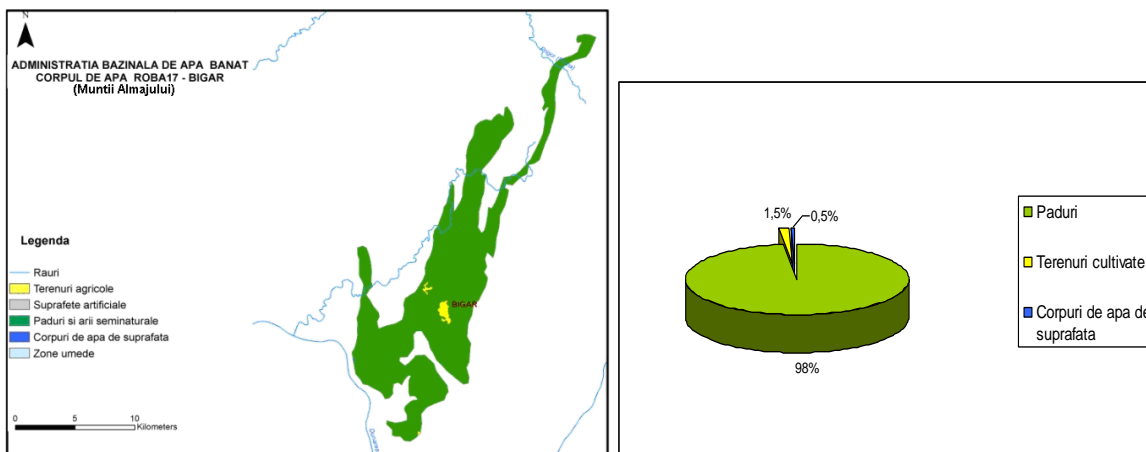 N
ADMINISTRATIA BAZINALA DE APA BANAT
CORPUL DE APA ROBA17 - BIGAR
(Muntii Almajului)
BIGAR
Legenda
Rauri
Terenuri agricole
Suprafete artificiale
Paduri si arii seminaturale
Corpuri de apa de suprafata
Zone umede
0 5 10
Kilometers
Dunarea
1,5%
0,5%
98%
Paduri
Terenuri cultivate
Corpuri de apa de
suprafata